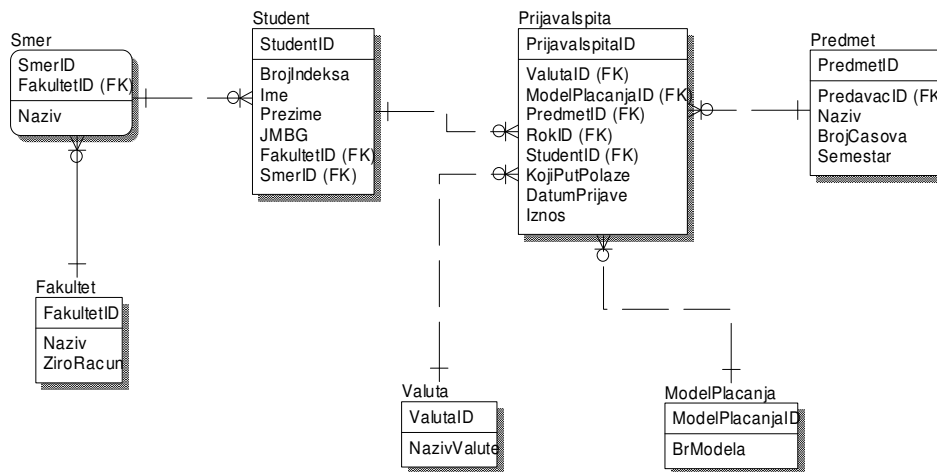 Smer
SmerID
FakultetID (FK)
Naziv
Student
StudentID
BrojIndeksa
Ime
Prezime
JMBG
FakultetID (FK)
SmerID (FK)
PrijavaIspita
PrijavaIspitaID
ValutaID (FK)
ModelPlacanjaID (FK)
PredmetID (FK)
RokID (FK)
StudentID (FK)
KojiPutPolaze
DatumPrijave
Iznos
Predmet
PredmetID
PredavacID (FK
Naziv
BrojCasova
Semestar
Fakultet
FakultetID
Naziv
ZiroRacun
Valuta
ValutaID
NazivValute
ModelPlacanja
ModelPlacanjaID
BrModela